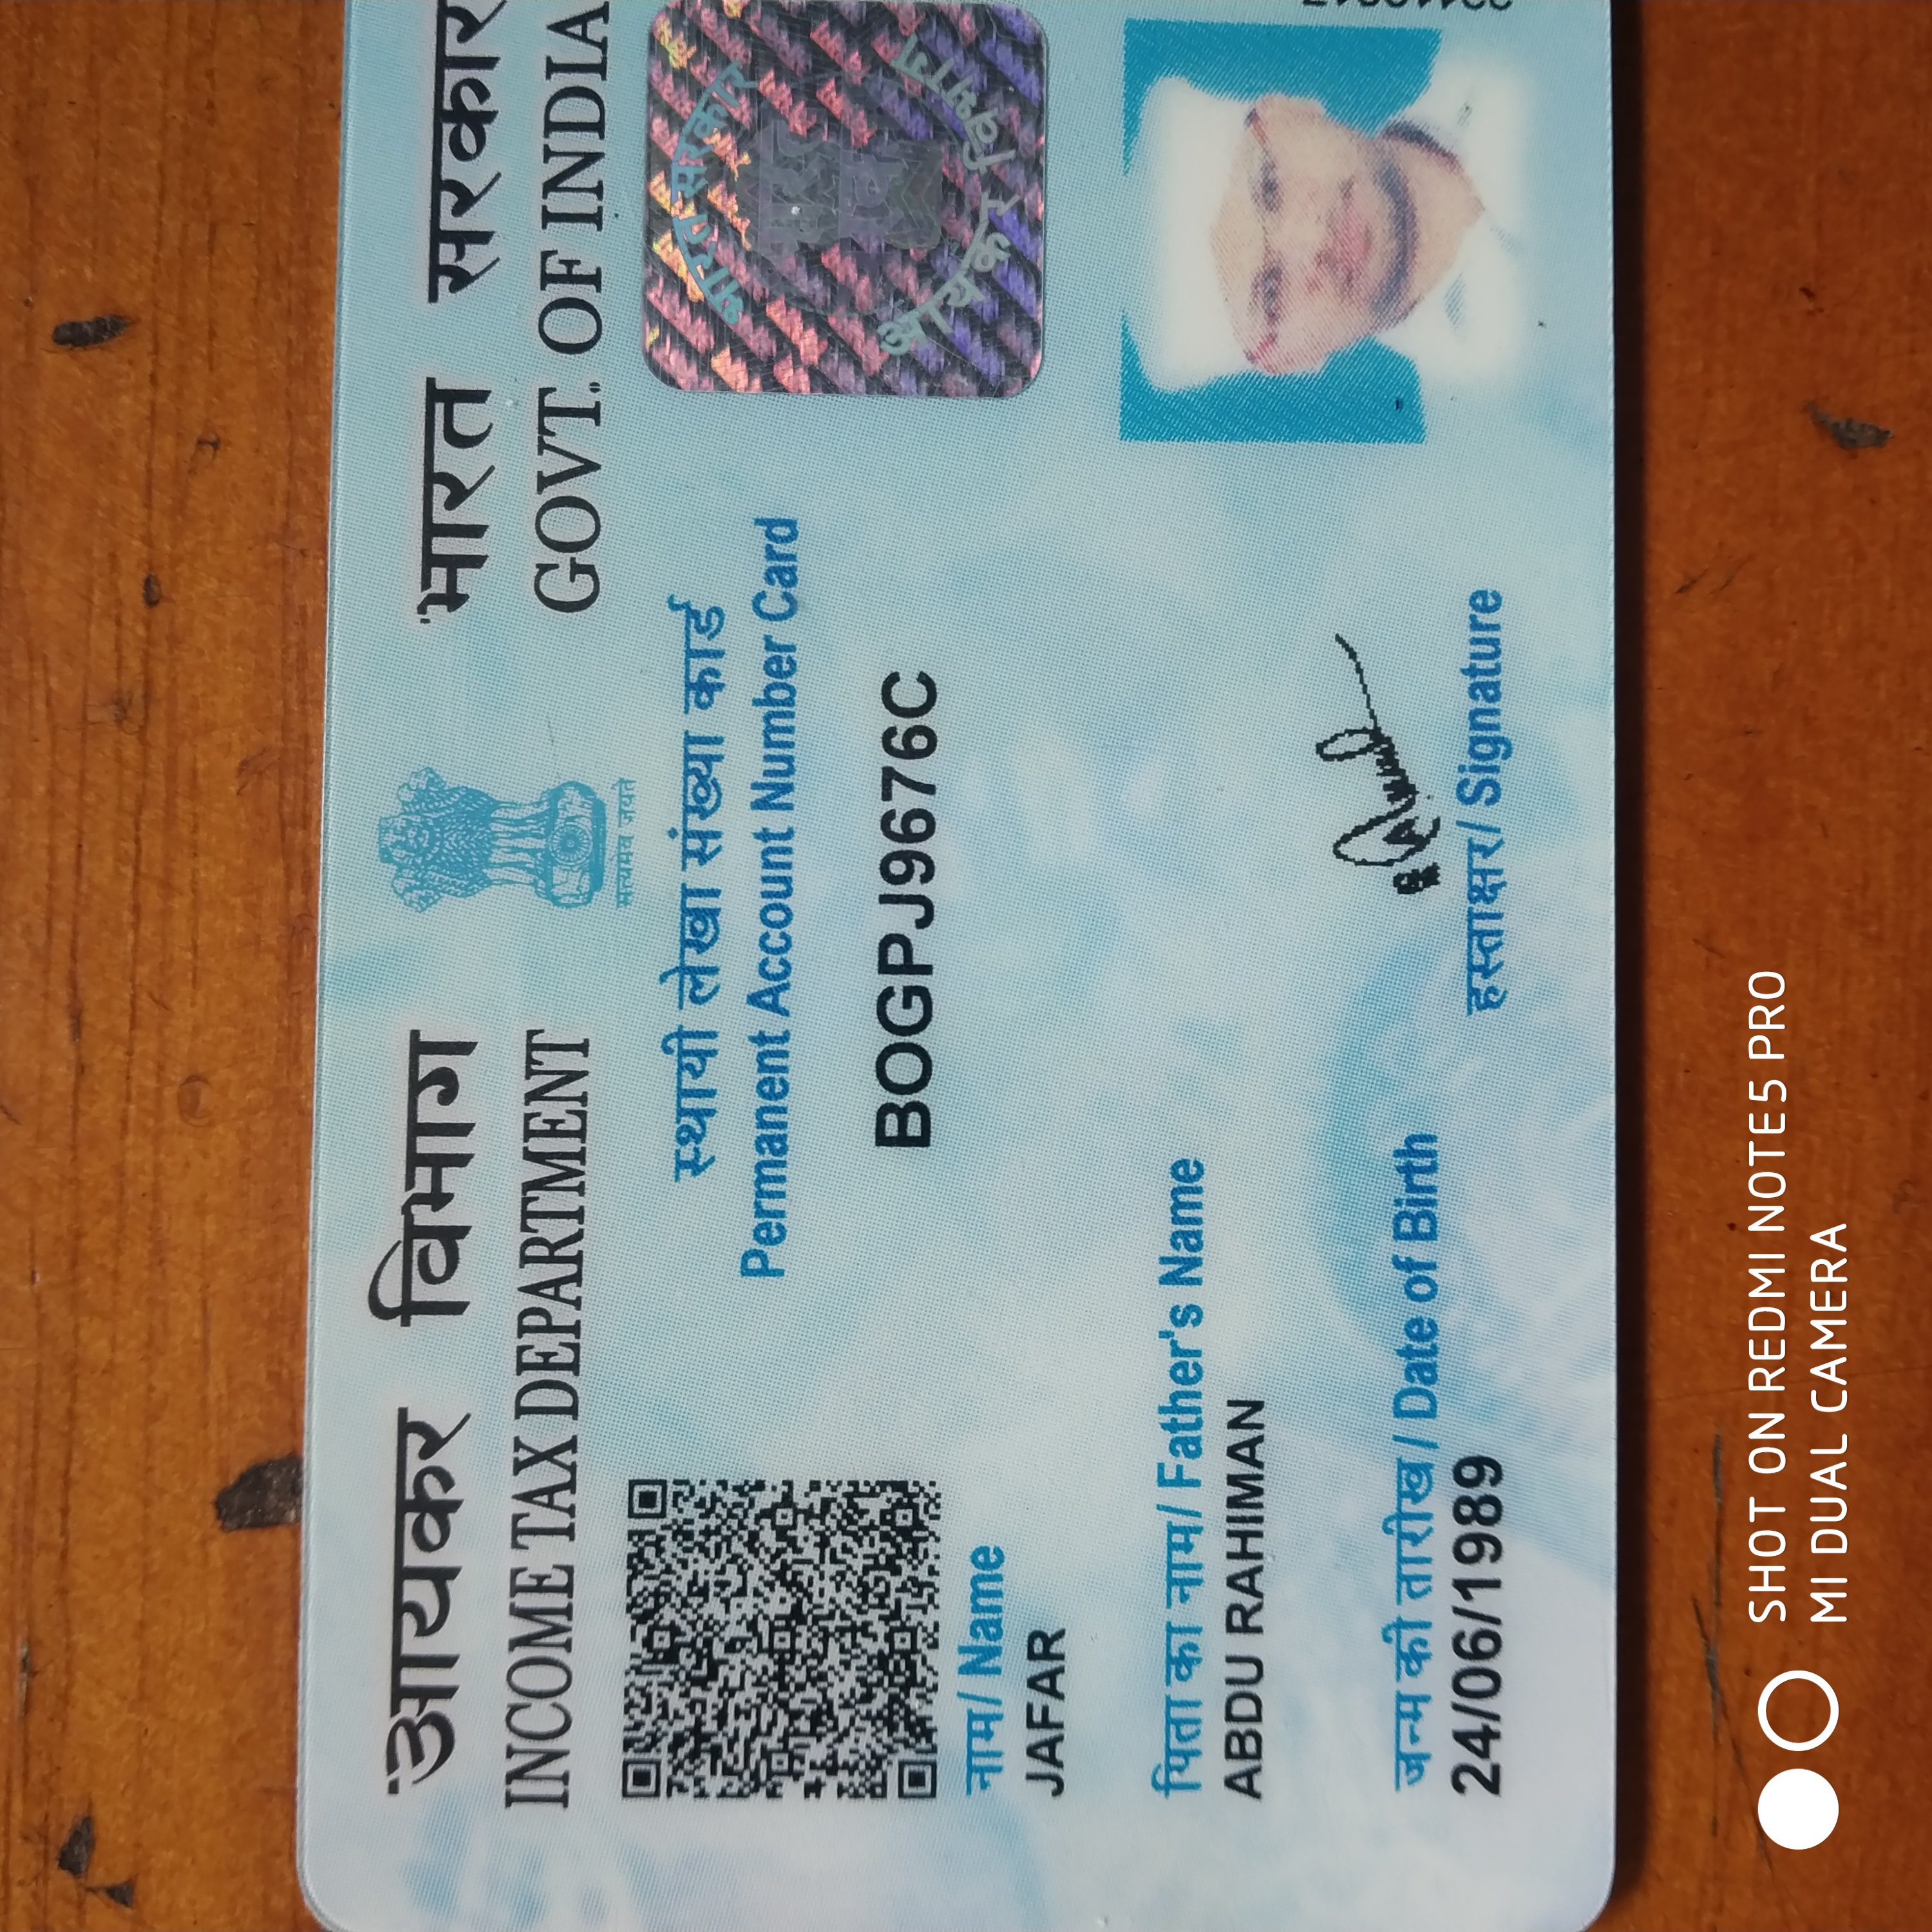 आयकर विभाग
INCOME TAX DEPARTMENT
सत्यमेव जयते
भारत सरकार
GOVT. OF INDIA
स्थायी लेखा संख्या कार्ड
Permanent Account Number Card
BOGPJ9676C
भारत सरकार
आयकर विभाग
नाम/ Name
JAFAR
पिता का नाम/ Father's Name
ABDU RAHIMAN
जन्म की तारीख / Date of Birth
24/06/1989
हस्ताक्षर/ Signature
SHOT ON REDMI NOTE5 PRO
MI DUAL CAMERA